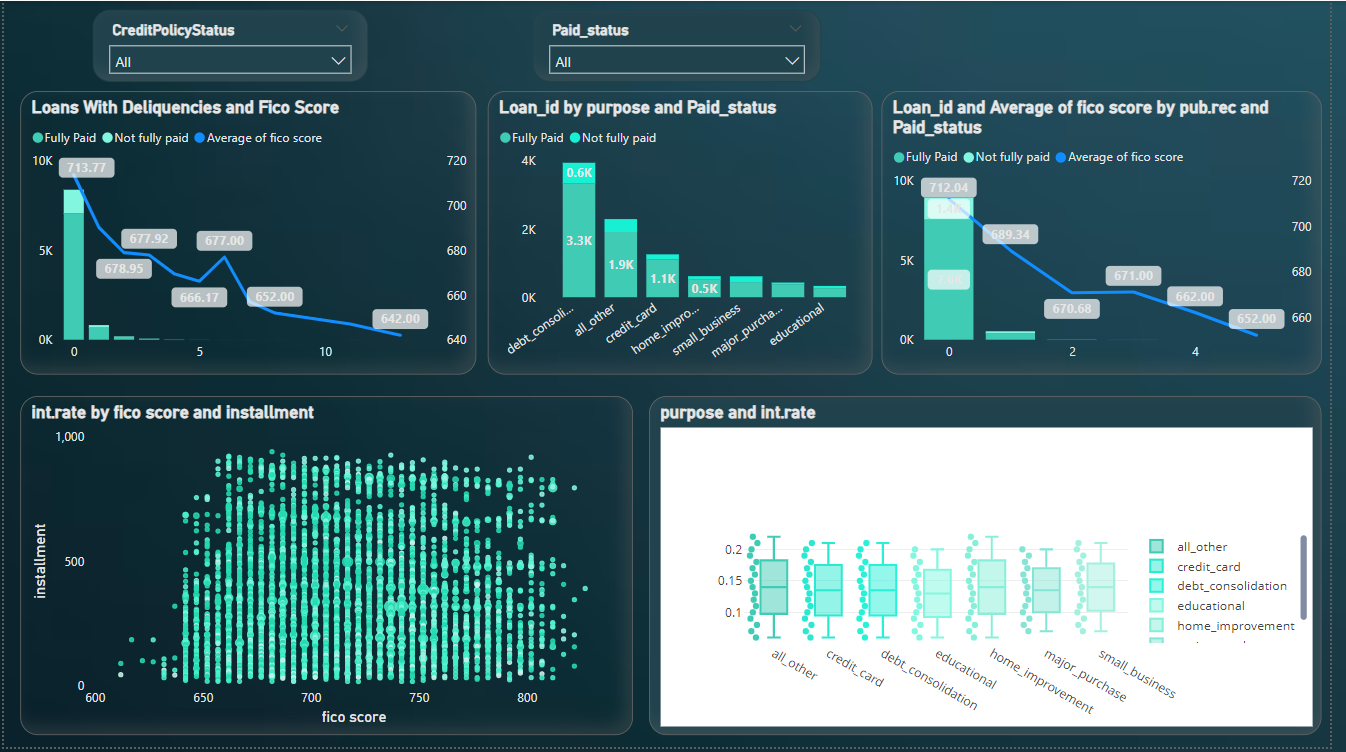 CreditPolicyStatus
All
Paid_status
All
Loans With Deliquencies and Fico Score
Fully Paid Not fully paid Average of fico score
10K
5K
0K
720
700
680
660
640
713.77
677.92
678.95
677.00
666.17
652.00
642.00
0 5 10
Loan_id by purpose and Paid_status
Fully Paid Not fully paid
4K
2K
0K
0.6K
3.3K
1.9K
1.1K
0.5K
debt_consoli...
all_other
credit_card
home_impro...
small_business
major_purcha...
educational
Loan_id and Average of fico score by pub.rec and
Paid_status
Fully Paid Not fully paid Average of fico score
10K
5K
0K
720
700
680
660
712.04
689.34
670.68
671.00
662.00
652.00
0 2 4
int.rate by fico score and installment
1,000
500
0
installment
600 650 700 750 800
fico score
purpose and int.rate
0.2
0.15
0.1
all_other
credit_card
debt_consolidation
educational
home_improvement
major_purchase
small_business
all_other
credit_card
debt_consolidation
educational
home_improvement